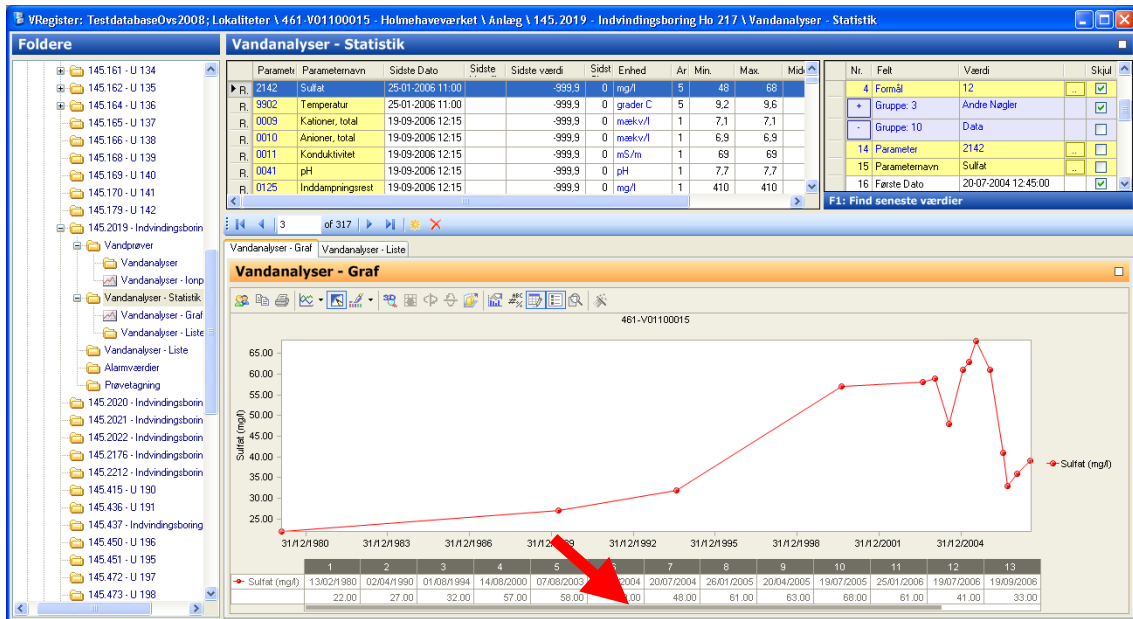 VRegister: TestdatabaseOvs2008; Lokaliteter \ 461-V01100015 - Holmehaveværket \ Anlæg \ 145.2019 - Indvindingsboring Ho 217 \ Vandanalyser - Statistik
Foldere
145.161 - U 134
145.162 - U 135
145.164 - U 136
145.165 - U 137
145.166 - U 138
145.168 - U 139
145.169 - U 140
145.170 - U 141
145.179 - U 142
145.2019 - Indvindingsborin
Vandprøver
Vandanalyser
Vandanalyser - Ionp
Vandanalyser - Statistik
Vandanalyser - Graf
Vandanalyser - Liste
Vandanalyser - Liste
Alarmværdier
Prøvetagning
145.2020 - Indvindingsborin
145.2021 - Indvindingsborin
145.2022 - Indvindingsborin
145.2176 - Indvindingsborin
145.2212 - Indvindingsborin
145.415 - U 190
145.436 - U 191
145.437 - Indvindingsboring
145.450 - U 196
145.451 - U 195
145.472 - U 197
145.473 - U 198
Vandanalyser - Statistik
Paramete Parameternavn Sidste Dato Sidste Sidste værdi Sidst Enhed Ar Min. Max. Mid
R. 2142 Sulfat 25-01-2006 11:00 -999,9 0 mg/l 5 48 68
R. 9902 Temperatur 25-01-2006 11:00 -999,9 0 grader C 5 9,2 9,6
R. 0009 Kationer, total 19-09-2006 12:15 -999,9 0 mækv/l 1 7,1 7,1
R. 0010 Anioner, total 19-09-2006 12:15 -999,9 0 mækv/l 1 6,9 6,9
R. 0011 Konduktivitet 19-09-2006 12:15 -999,9 0 mS/m 1 69 69
R. 0041 pH 19-09-2006 12:15 -999,9 0 pH 1 7,7 7,7
R. 0125 Inddampningsrest 19-09-2006 12:15 -999,9 0 mg/l 1 410 410
Nr. Felt Værdi Skjul
4 Formål 12 ..
+ Gruppe: 3 Andre Nøgler
- Gruppe: 10 Data
14 Parameter 2142 ..
15 Parameternavn Sulfat ..
16 Første Dato 20-07-2004 12:45:00
F1: Find seneste værdier
3 of 317
Vandanalyser - Graf Vandanalyser - Liste
Vandanalyser - Graf
3D ABC
461-V01100015
Sulfat (mg/l)
65.00
60.00
55.00
50.00
45.00
40.00
35.00
30.00
25.00
Sulfat (mg/l)
31/12/1980 31/12/1983 31/12/1986 31/12/1989 31/12/1992 31/12/1995 31/12/1998 31/12/2001 31/12/2004
1 2 3 4 5 6 7 8 9 10 11 12 13
Sulfat (mg/l) 13/02/1980 02/04/1990 01/08/1994 14/08/2000 07/08/2003 2004 20/07/2004 26/01/2005 20/04/2005 19/07/2005 25/01/2006 19/07/2006 19/09/2006
22.00 27.00 32.00 57.00 58.00 .00 48.00 61.00 63.00 68.00 61.00 41.00 33.00